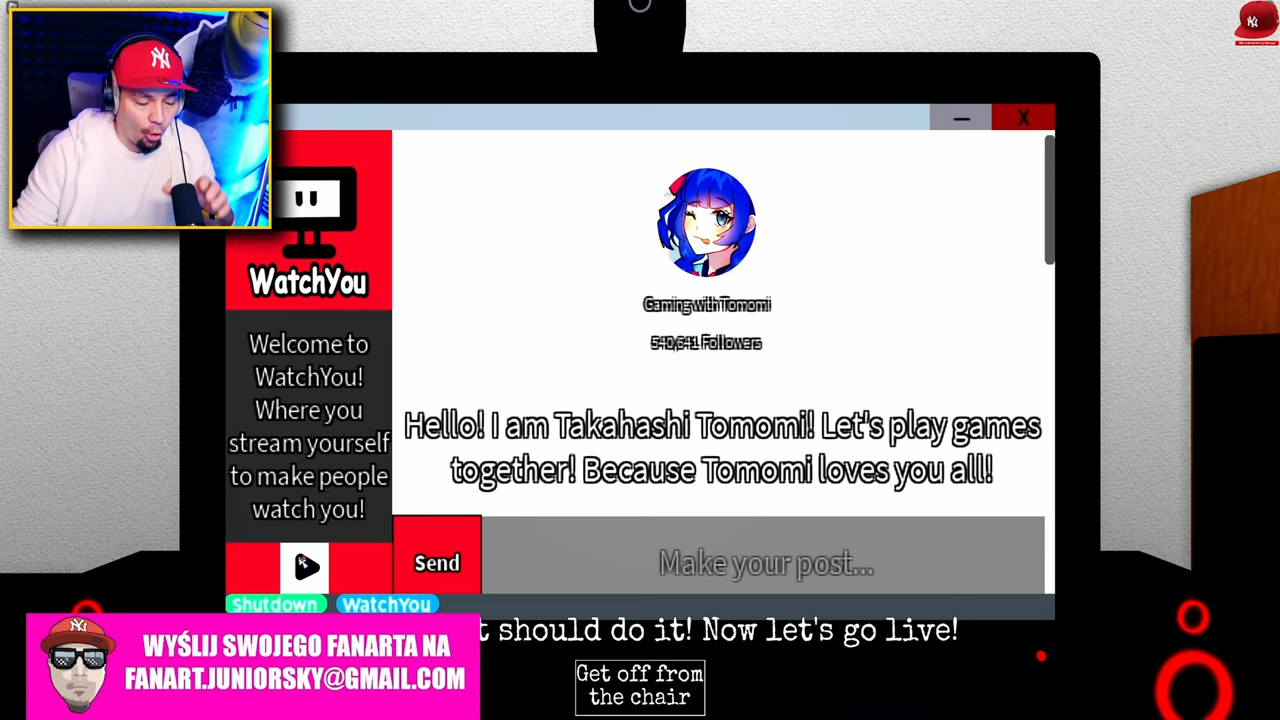 NY
X
WatchYou
Welcome to
WatchYou!
Where you
stream yourself
to make people
watch you!
Gaming with Tomomi
540,641 Followers
Hello! I am Takahashi Tomomi! Let's play games
together! Because Tomomi loves you all!
Send
Make your post...
Shutdown
WatchYou
t should do it! Now let's go live!
Get off from
the chair
WYŚLIJ SWOJEGO FANARTA NA
FANART.JUNIORSKY@GMAIL.COM